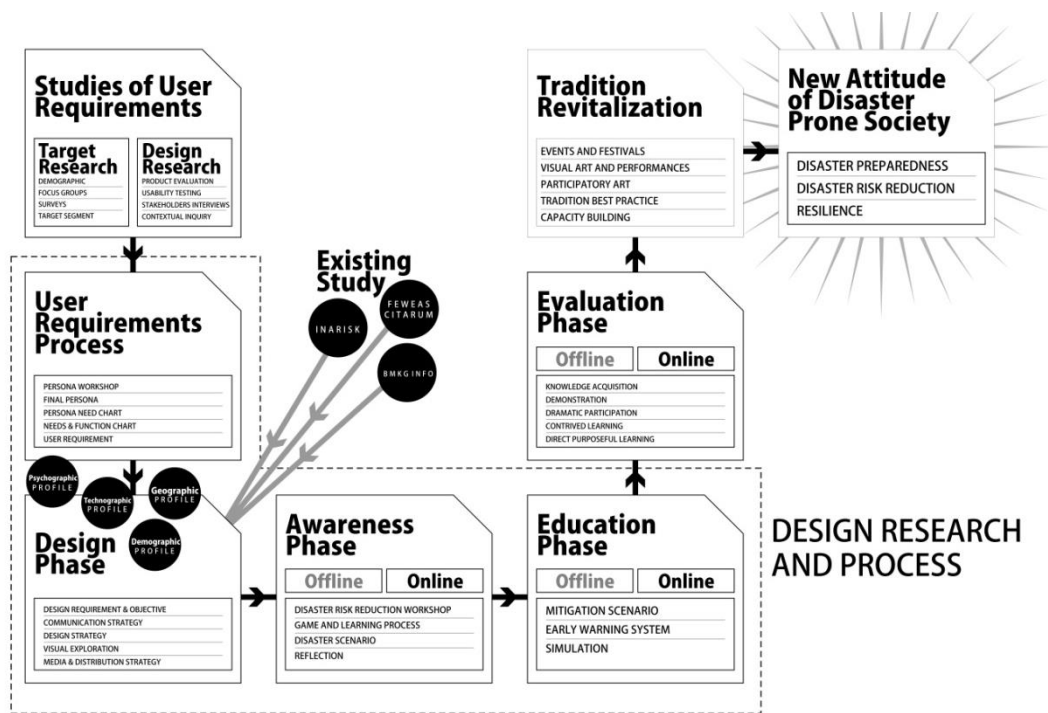 Studies of User
Requirements
Target
Research
DEMOGRAPHIC
FOCUS GROUPS
SURVEYS
TARGET SEGMENT
Design
Research
PRODUCT EVALUATION
USABILITY TESTING
STAKEHOLDERS INTERVIEWS
CONTEXTUAL INQUIRY
User
Requirements
Process
PERSONA WORKSHOP
FINAL PERSONA
PERSONA NEED CHART
NEEDS & FUNCTION CHART
USER REQUIREMENT
Existing
Study
INARISK
FEWEAS
CITARUM
BMKG INFO
Psychographic
PROFILE
Technographic
PROFILE
Geographic
PROFILE
Demographic
PROFILE
Design
Phase
DESIGN REQUIREMENT & OBJECTIVE
COMMUNICATION STRATEGY
DESIGN STRATEGY
VISUAL EXPLORATION
MEDIA & DISTRIBUTION STRATEGY
Awareness
Phase
Offline
Online
DISASTER RISK REDUCTION WORKSHOP
GAME AND LEARNING PROCESS
DISASTER SCENARIO
REFLECTION
Education
Phase
Offline
Online
MITIGATION SCENARIO
EARLY WARNING SYSTEM
SIMULATION
Evaluation
Phase
Offline
Online
KNOWLEDGE ACQUISITION
DEMONSTRATION
DRAMATIC PARTICIPATION
CONTRIVED LEARNING
DIRECT PURPOSEFUL LEARNING
Tradition
Revitalization
EVENTS AND FESTIVALS
VISUAL ART AND PERFORMANCES
PARTICIPATORY ART
TRADITION BEST PRACTICE
CAPACITY BUILDING
New Attitude
of Disaster
Prone Society
DISASTER PREPAREDNESS
DISASTER RISK REDUCTION
RESILIENCE
DESIGN RESEARCH
AND PROCESS